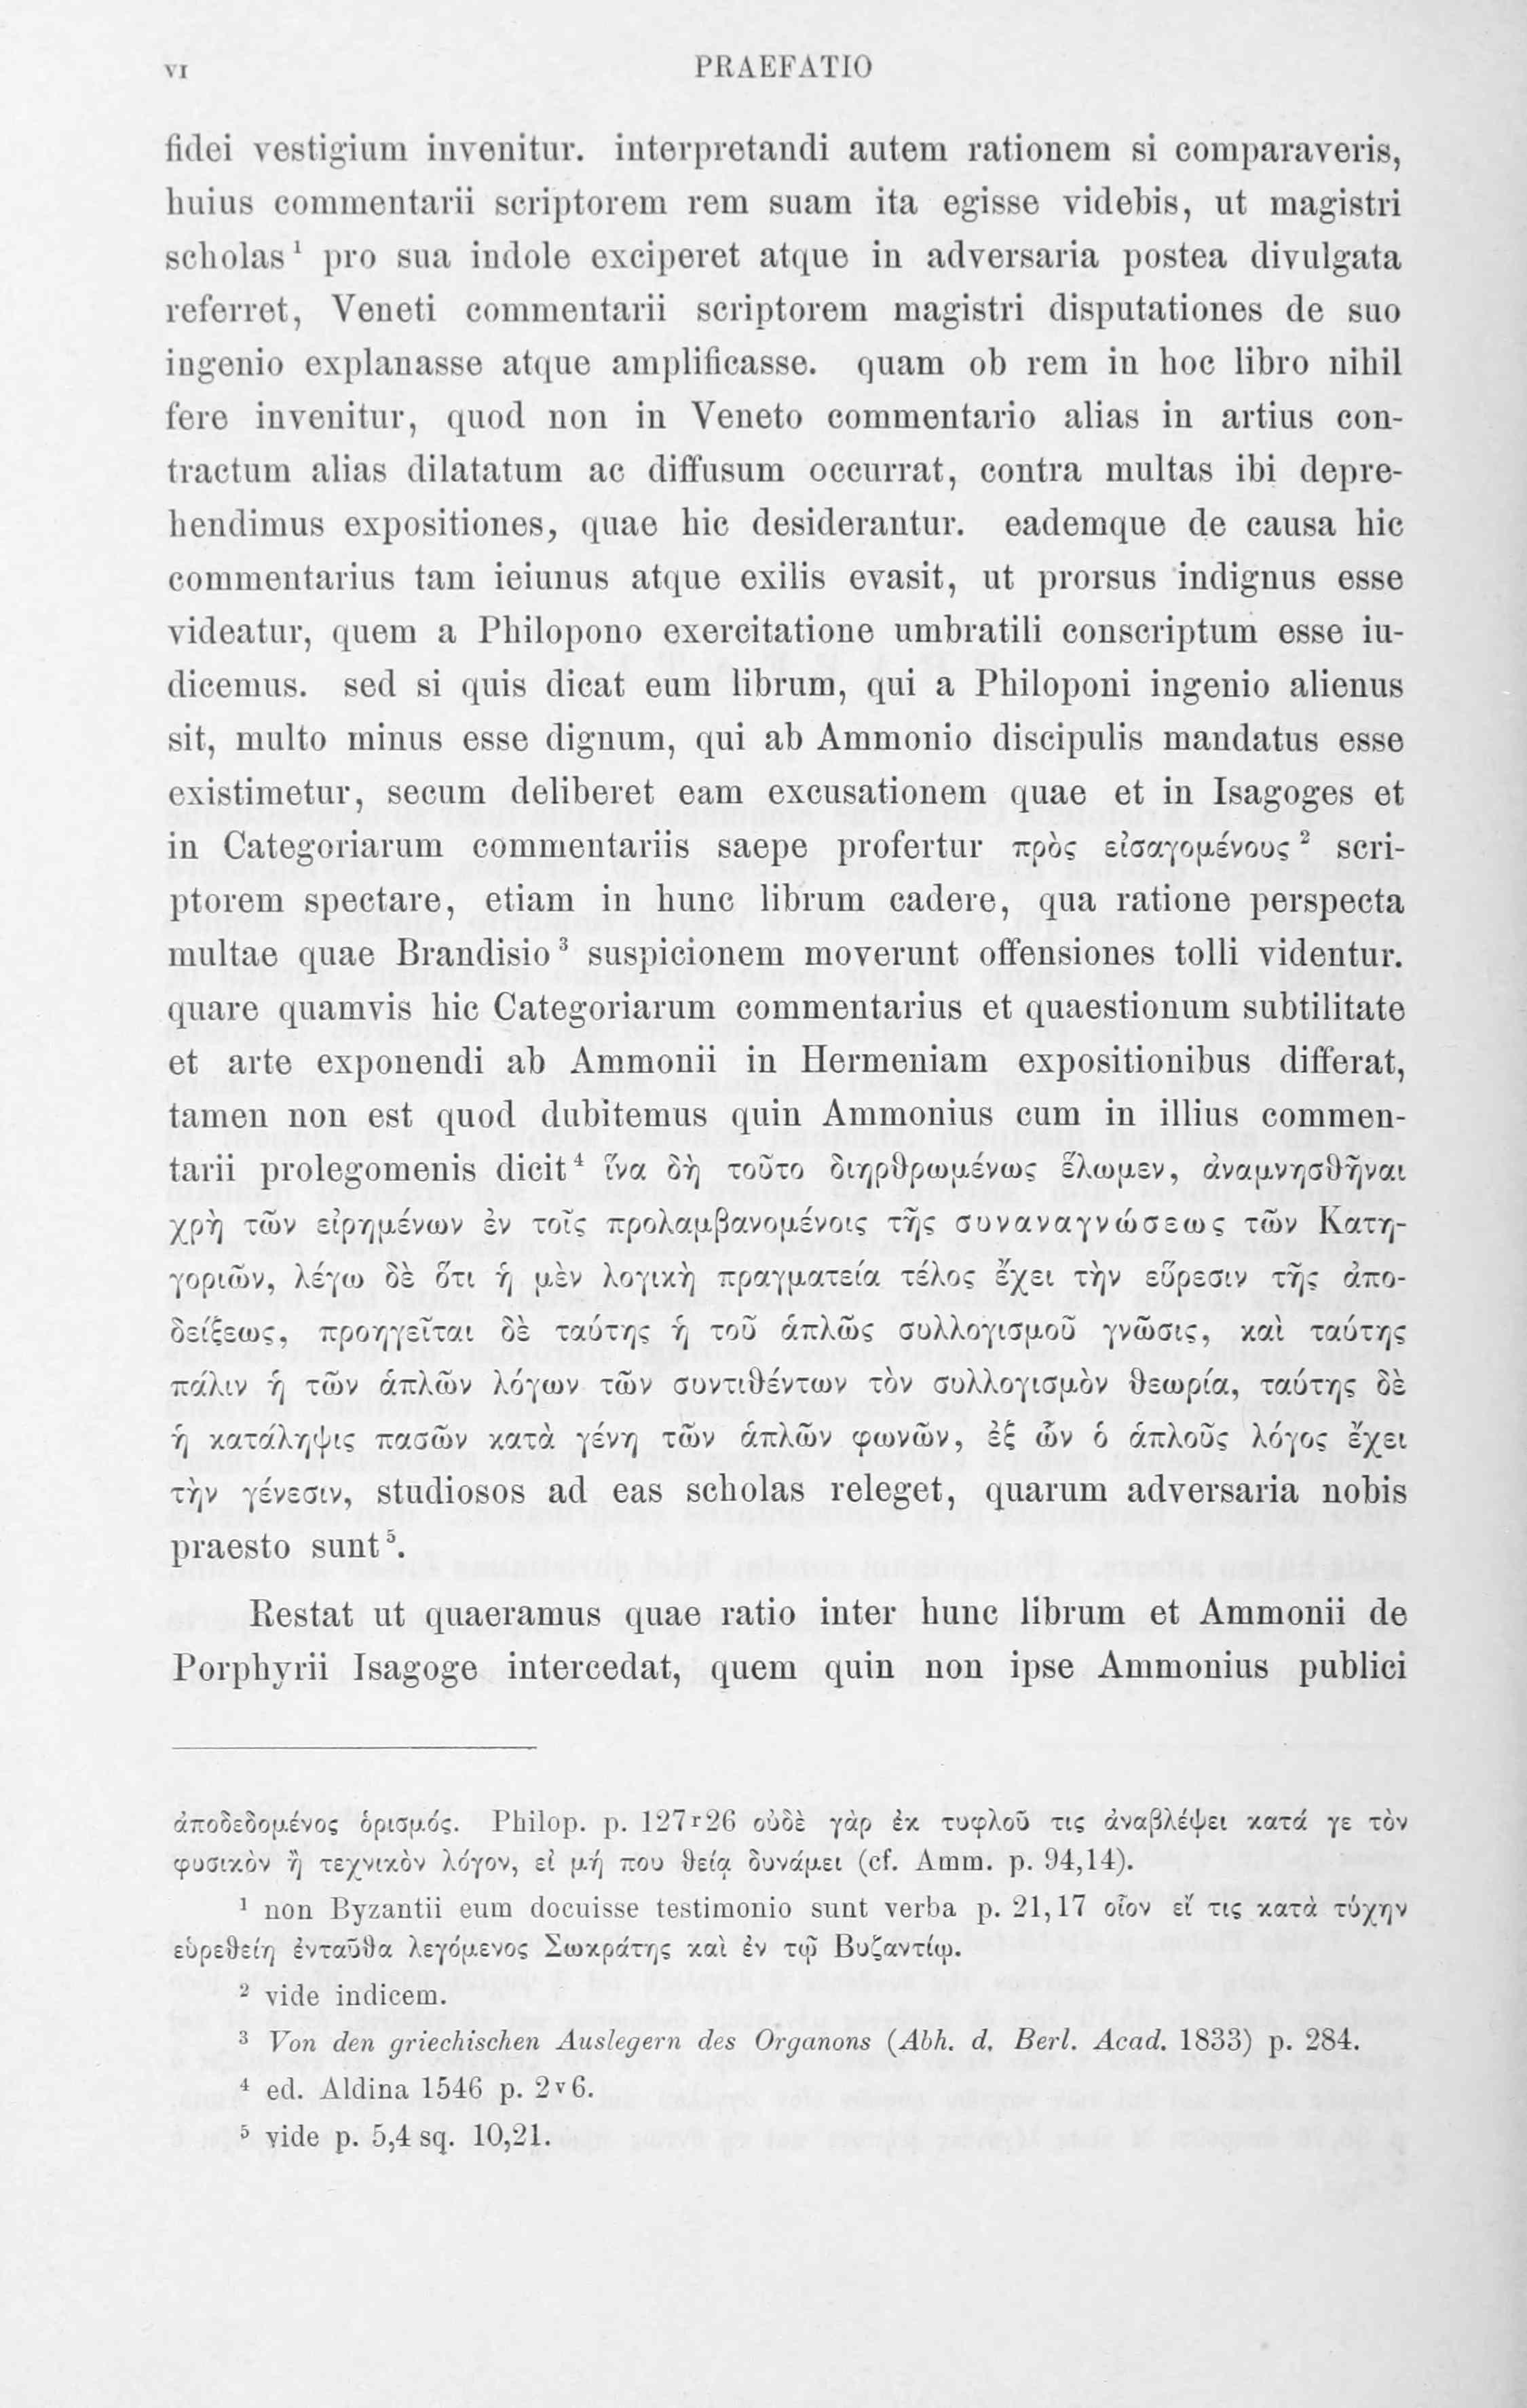 VI
PRAEFATIO
fidei vestigium invenitur. interpretandi autem rationem si comparaveris,
huius commentarii scriptorem rem suam ita egisse videbis, ut magistri
scholas¹ pro sua indole exciperet atque in adversaria postea divulgata
referret, Veneti commentarii scriptorem magistri disputationes de suo
ingenio explanasse atque amplificasse. quam ob rem in hoc libro nihil
fere invenitur, quod non in Veneto commentario alias in artius con-
tractum alias dilatatum ac diffusum occurrat, contra multas ibi depre-
hendimus expositiones, quae hic desiderantur. eademque de causa hic
commentarius tam ieiunus atque exilis evasit, ut prorsus indignus esse
videatur, quem a Philopono exercitatione umbratili conscriptum esse iu-
dicemus. sed si quis dicat eum librum, qui a Philoponi ingenio alienus
sit, multo minus esse dignum, qui ab Ammonio discipulis mandatus esse
existimetur, secum deliberet eam excusationem quae et in Isagoges et
in Categoriarum commentariis saepe profertur πρὸς εἰσαγομένους² scri-
ptorem spectare, etiam in hunc librum cadere, qua ratione perspecta
multae quae Brandisio³ suspicionem moverunt offensiones tolli videntur.
quare quamvis hic Categoriarum commentarius et quaestionum subtilitate
et arte exponendi ab Ammonii in Hermeniam expositionibus differat,
tamen non est quod dubitemus quin Ammonius cum in illius commen-
tarii prolegomenis dicit⁴ ἵνα δὴ τοῦτο διηρθρωμένως ἕλωμεν, ἀναμνησθῆναι
χρὴ τῶν εἰρημένων ἐν τοῖς προλαμβανομένοις τῆς συναναγνώσεως τῶν Κατη-
γοριῶν, λέγω δὲ ὅτι ἡ μὲν λογικὴ πραγματεία τέλος ἔχει τὴν εὕρεσιν τῆς ἀπο-
δείξεως, προηγεῖται δὲ ταύτης ἡ τοῦ ἁπλῶς συλλογισμοῦ γνῶσις, καὶ ταύτης
πάλιν ἡ τῶν ἁπλῶν λόγων τῶν συντιθέντων τὸν συλλογισμὸν θεωρία, ταύτης δὲ
ἡ κατάληψις πασῶν κατὰ γένη τῶν ἁπλῶν φωνῶν, ἐξ ὧν ὁ ἁπλοῦς λόγος ἔχει
τὴν γένεσιν, studiosos ad eas scholas releget, quarum adversaria nobis
praesto sunt⁵.
Restat ut quaeramus quae ratio inter hunc librum et Ammonii de
Porphyrii Isagoge intercedat, quem quin non ipse Ammonius publici
ἀποδεδομένος ὁρισμός. Philop. p. 127ʳ26 οὐδὲ γὰρ ἐκ τυφλοῦ τις ἀναβλέψει κατά γε τὸν
φυσικὸν ἢ τεχνικὸν λόγον, εἰ μή που θείᾳ δυνάμει (cf. Amm. p. 94,14).
¹ non Byzantii eum docuisse testimonio sunt verba p. 21,17 οἷον εἴ τις κατὰ τύχην
εὑρεθείη ἐνταῦθα λεγόμενος Σωκράτης καὶ ἐν τῷ Βυζαντίῳ.
² vide indicem.
³ Von den griechischen Auslegern des Organons (Abh. d. Berl. Acad. 1833) p. 284.
⁴ ed. Aldina 1546 p. 2ᵛ6.
⁵ vide p. 5,4 sq. 10,21.